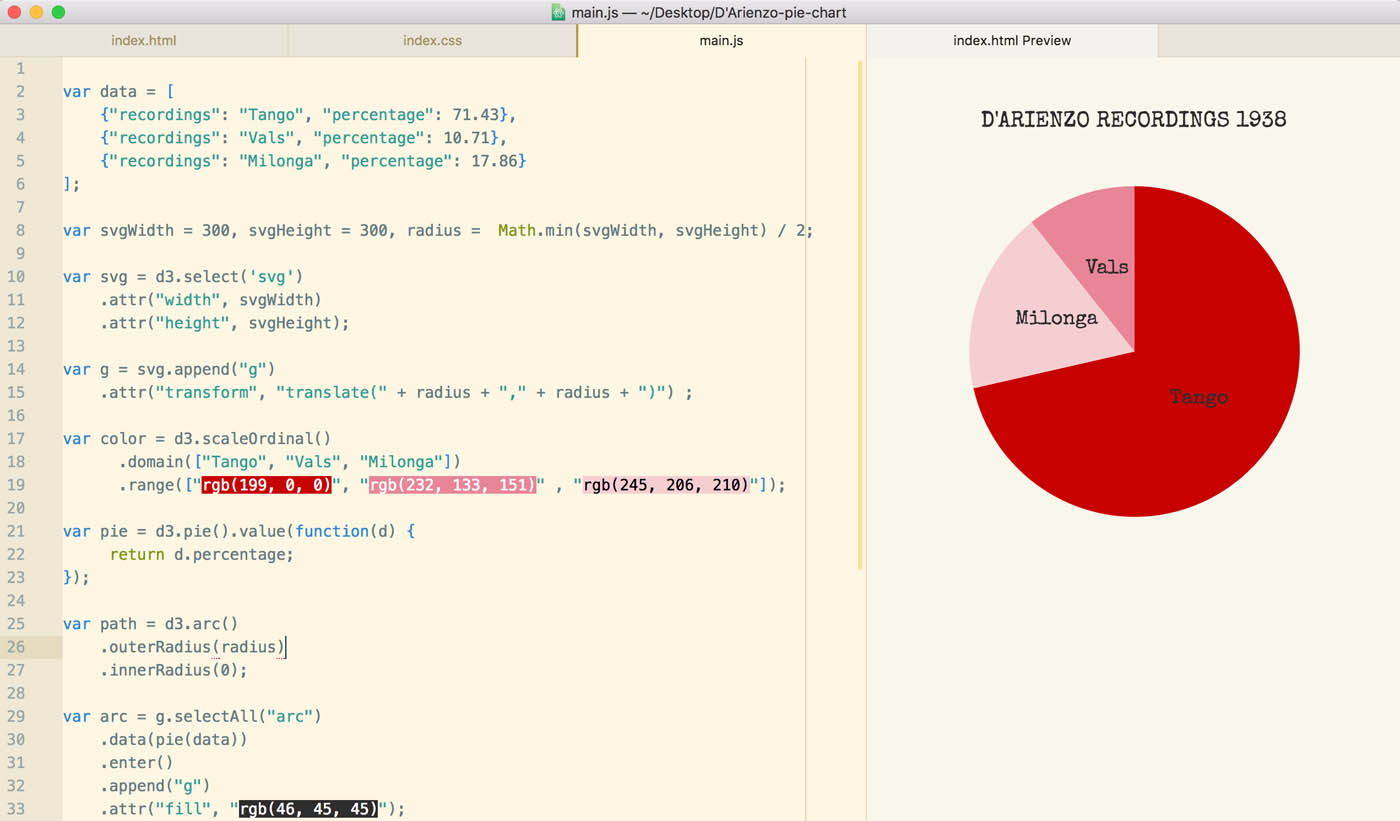 main.js — ~/Desktop/D'Arienzo-pie-chart
index.html
index.css
main.js
index.html Preview
1
2 var data = [
3 {"recordings": "Tango", "percentage": 71.43},
4 {"recordings": "Vals", "percentage": 10.71},
5 {"recordings": "Milonga", "percentage": 17.86}
6 ];
7
8 var svgWidth = 300, svgHeight = 300, radius =  Math.min(svgWidth, svgHeight) / 2;
9
10 var svg = d3.select('svg')
11 .attr("width", svgWidth)
12 .attr("height", svgHeight);
13
14 var g = svg.append("g")
15 .attr("transform", "translate(" + radius + "," + radius + ")") ;
16
17 var color = d3.scaleOrdinal()
18 .domain(["Tango", "Vals", "Milonga"])
19 .range(["rgb(199, 0, 0)", "rgb(232, 133, 151)" , "rgb(245, 206, 210)"]);
20
21 var pie = d3.pie().value(function(d) {
22 return d.percentage;
23 });
24
25 var path = d3.arc()
26 .outerRadius(radius)
27 .innerRadius(0);
28
29 var arc = g.selectAll("arc")
30 .data(pie(data))
31 .enter()
32 .append("g")
33 .attr("fill", "rgb(46, 45, 45)");
D'ARIENZO RECORDINGS 1938
Vals
Milonga
Tango